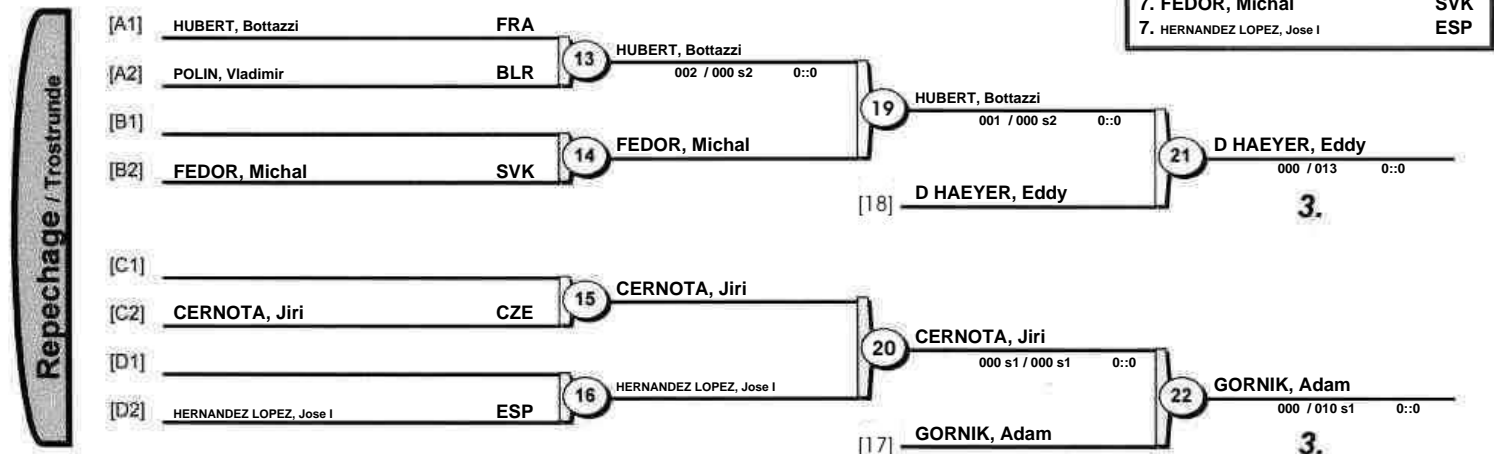 7. FEDOR, Michal SVK
7. HERNANDEZ LOPEZ, Jose I ESP
Repechage / Trostrunde
[A1] HUBERT, Bottazzi FRA
13 HUBERT, Bottazzi
002 / 000 s2 0::0
[A2] POLIN, Vladimir BLR
19 HUBERT, Bottazzi
001 / 000 s2 0::0
[B1]
14 FEDOR, Michal
21 D HAEYER, Eddy
000 / 013 0::0
[B2] FEDOR, Michal SVK
[18] D HAEYER, Eddy
3.
[C1]
15 CERNOTA, Jiri
[C2] CERNOTA, Jiri CZE
20 CERNOTA, Jiri
000 s1 / 000 s1 0::0
[D1]
16 HERNANDEZ LOPEZ, Jose I
22 GORNIK, Adam
000 / 010 s1 0::0
[D2] HERNANDEZ LOPEZ, Jose I ESP
[17] GORNIK, Adam
3.